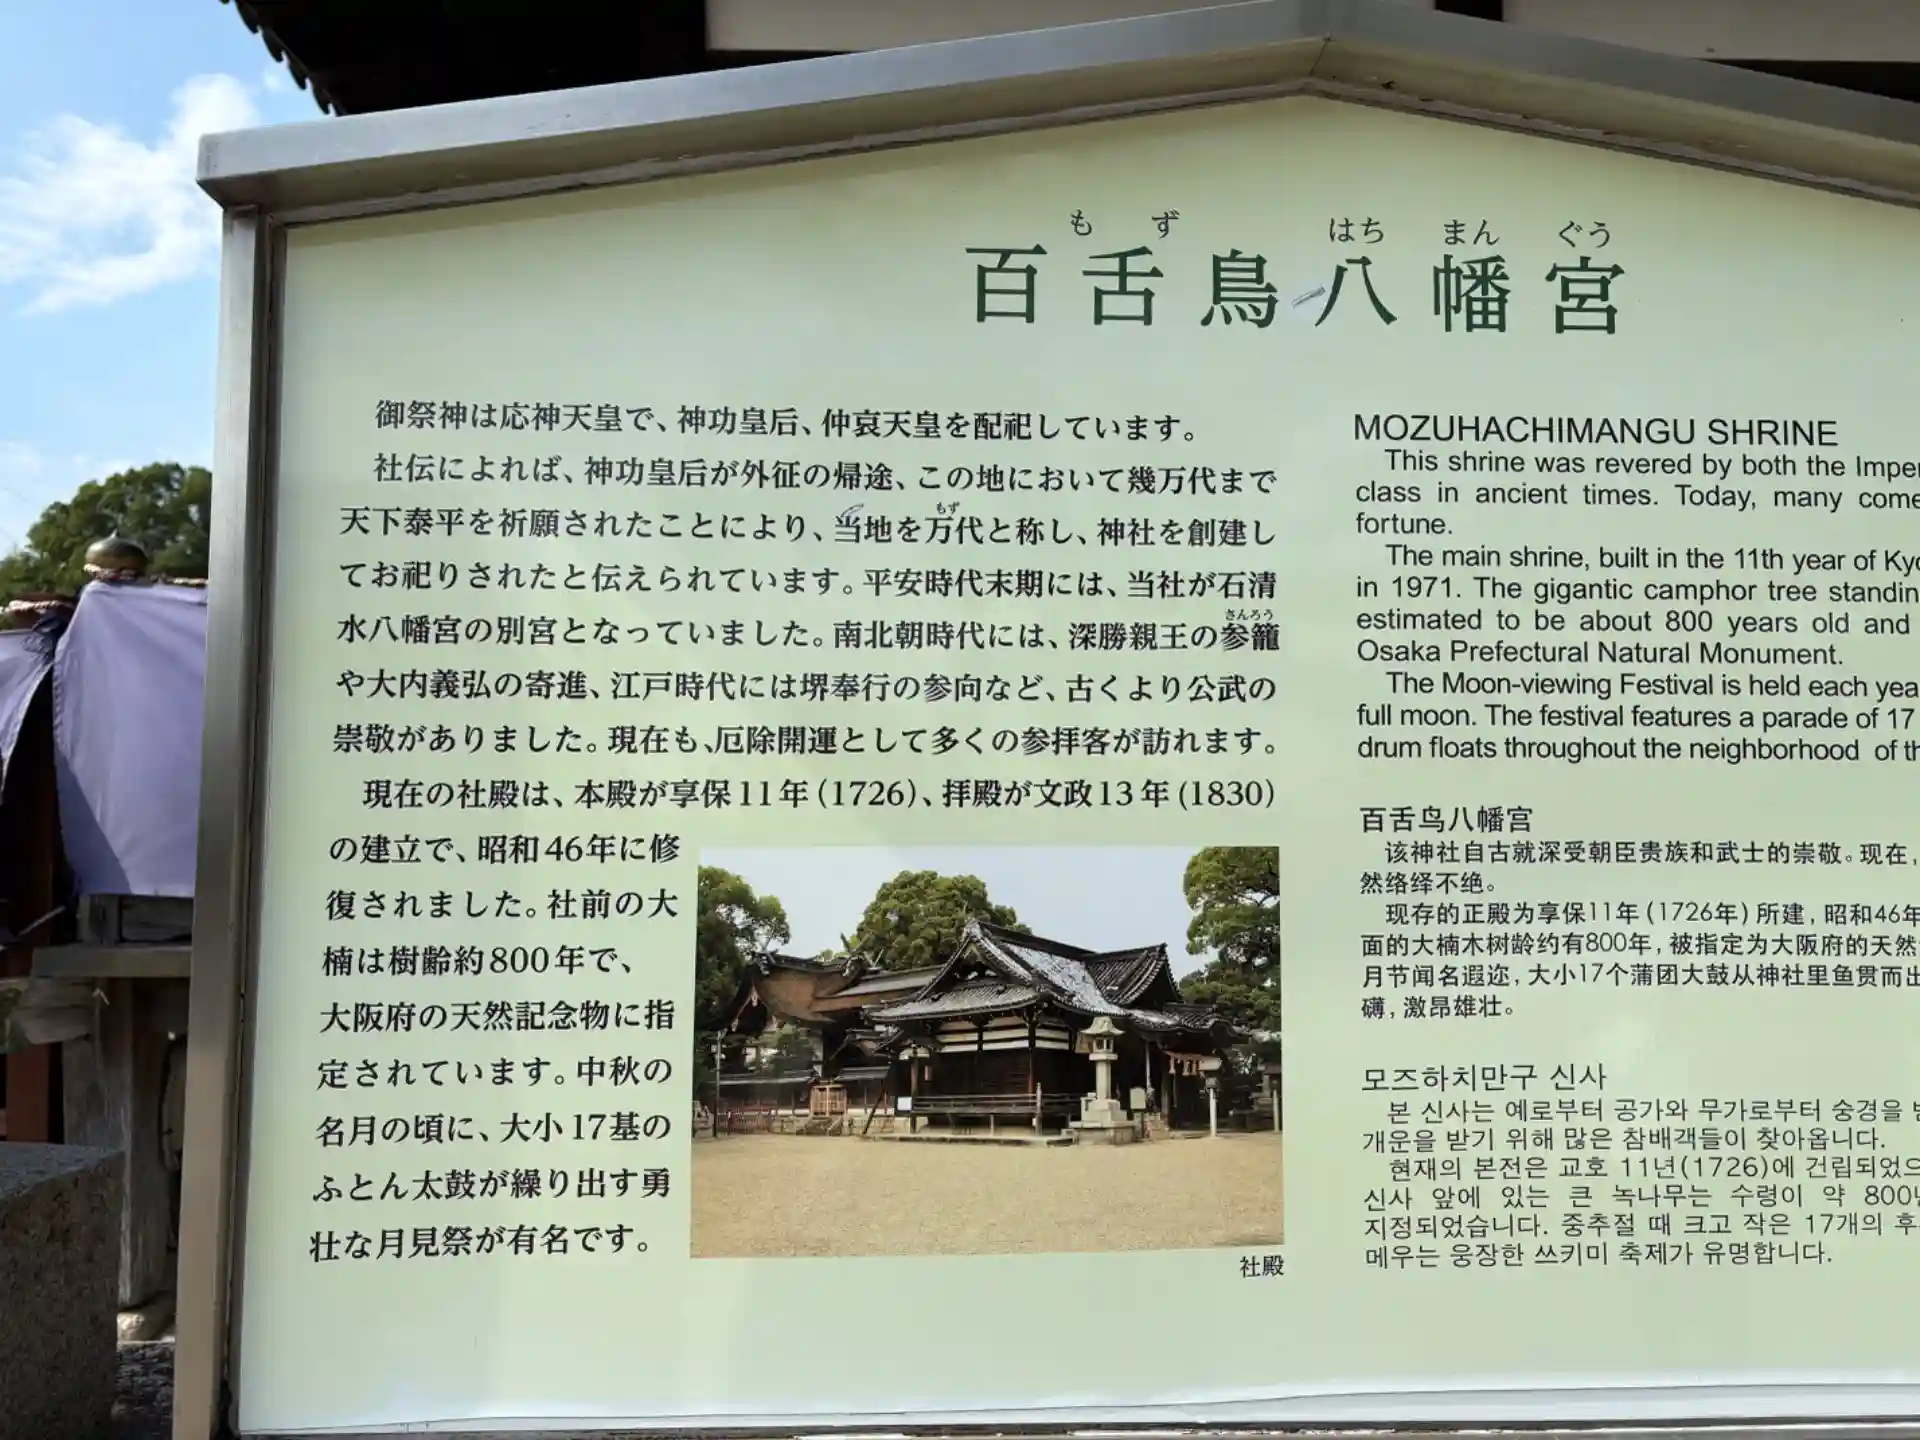 もず はちまんぐう
百舌鳥八幡宮
御祭神は応神天皇で、神功皇后、仲哀天皇を配祀しています。
社伝によれば、神功皇后が外征の帰途、この地において幾万代まで
天下泰平を祈願されたことにより、当地を万代と称し、神社を創建し
もず
てお祀りされたと伝えられています。平安時代末期には、当社が石清
水八幡宮の別宮となっていました。南北朝時代には、深勝親王の参籠
さんろう
や大内義弘の寄進、江戸時代には堺奉行の参向など、古くより公武の
崇敬がありました。現在も、厄除開運として多くの参拝客が訪れます。
現在の社殿は、本殿が享保11年(1726)、拝殿が文政13年(1830)
の建立で、昭和46年に修
復されました。社前の大
楠は樹齢約800年で、
大阪府の天然記念物に指
定されています。中秋の
名月の頃に、大小17基の
ふとん太鼓が繰り出す勇
壮な月見祭が有名です。
社殿
MOZUHACHIMANGU SHRINE
This shrine was revered by both the Imper
class in ancient times. Today, many come
fortune.
The main shrine, built in the 11th year of Kyo
in 1971. The gigantic camphor tree standin
estimated to be about 800 years old and
Osaka Prefectural Natural Monument.
The Moon-viewing Festival is held each yea
full moon. The festival features a parade of 17
drum floats throughout the neighborhood of th
百舌鸟八幡宫
该神社自古就深受朝臣贵族和武士的崇敬。现在,
然络绎不绝。
现存的正殿为享保11年(1726年)所建,昭和46年
面的大楠木树龄约有800年,被指定为大阪府的天然
月节闻名遐迩,大小17个蒲团大鼓从神社里鱼贯而出
礴,激昂雄壮。
모즈하치만구 신사
본 신사는 예로부터 공가와 무가로부터 숭경을
개운을 받기 위해 많은 참배객들이 찾아옵니다.
현재의 본전은 교호 11년(1726)에 건립되었으
신사 앞에 있는 큰 녹나무는 수령이 약 800년
지정되었습니다. 중추절 때 크고 작은 17개의 후
메우는 웅장한 쓰키미 축제가 유명합니다.